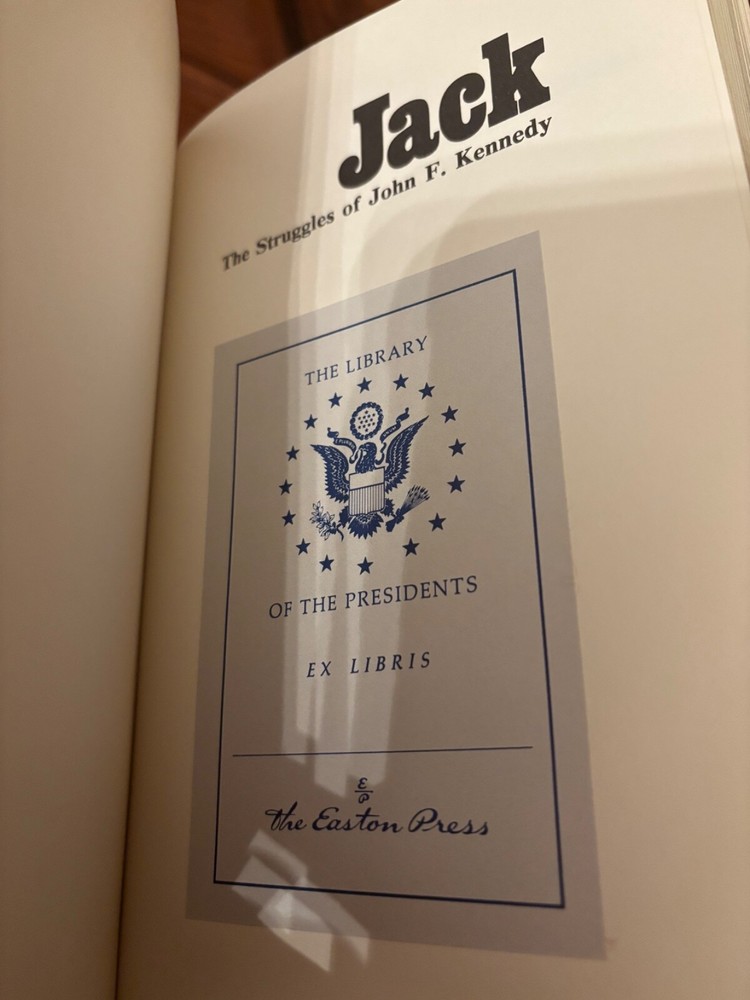 Jack
The Struggles of John F. Kennedy
THE LIBRARY
OF THE PRESIDENTS
EX LIBRIS
E
P
the Easton Press